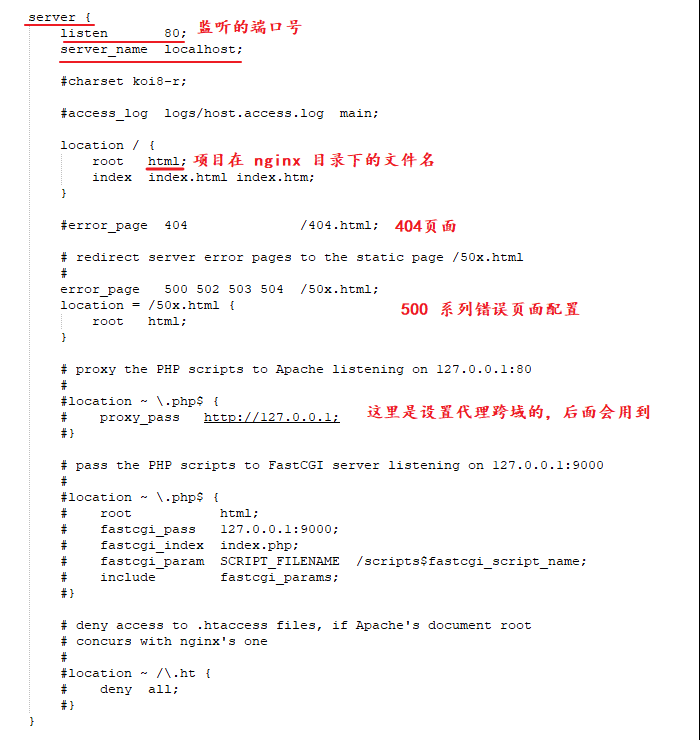 server {
listen 80; 监听的端口号
server_name localhost;
#charset koi8-r;
#access_log logs/host.access.log main;
location / {
root html; 项目在 nginx 目录下的文件名
index index.html index.htm;
}
#error_page 404 /404.html; 404页面
# redirect server error pages to the static page /50x.html
#
error_page 500 502 503 504 /50x.html;
location = /50x.html { 500 系列错误页面配置
root html;
}
# proxy the PHP scripts to Apache listening on 127.0.0.1:80
#
#location ~ \.php$ {
# proxy_pass http://127.0.0.1; 这里是设置代理跨域的，后面会用到
#}
# pass the PHP scripts to FastCGI server listening on 127.0.0.1:9000
#
#location ~ \.php$ {
# root html;
# fastcgi_pass 127.0.0.1:9000;
# fastcgi_index index.php;
# fastcgi_param SCRIPT_FILENAME /scripts$fastcgi_script_name;
# include fastcgi_params;
#}
# deny access to .htaccess files, if Apache's document root
# concurs with nginx's one
#
#location ~ /\.ht {
# deny all;
#}
}